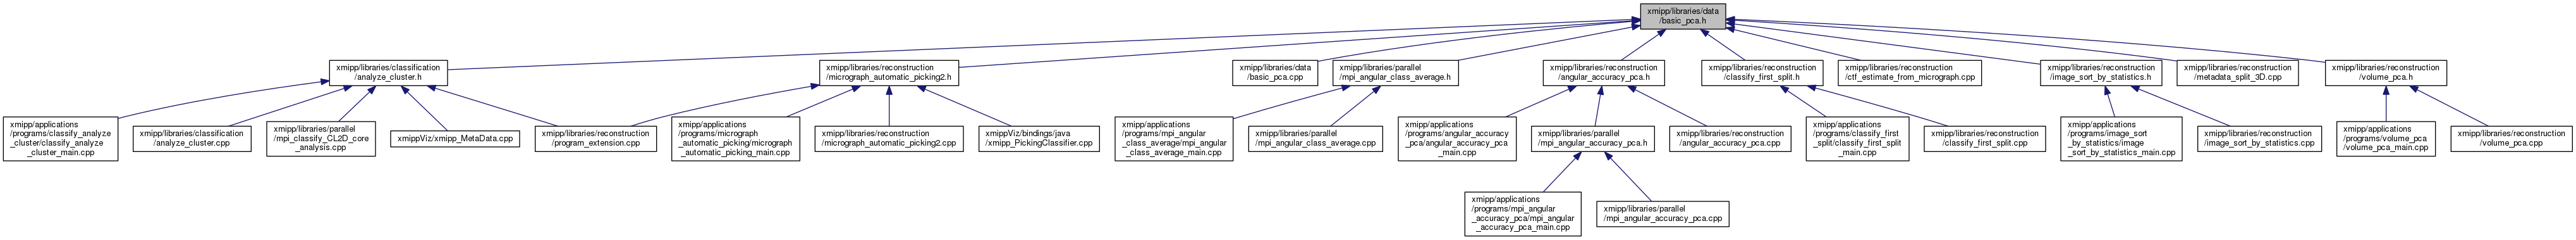 xmipp/libraries/data
/basic_pca.h
xmipp/libraries/classification
/analyze_cluster.h
xmipp/libraries/reconstruction
/micrograph_automatic_picking2.h
xmipp/libraries/data
/basic_pca.cpp
xmipp/libraries/parallel
/mpi_angular_class_average.h
xmipp/libraries/reconstruction
/angular_accuracy_pca.h
xmipp/libraries/reconstruction
/classify_first_split.h
xmipp/libraries/reconstruction
/ctf_estimate_from_micrograph.cpp
xmipp/libraries/reconstruction
/image_sort_by_statistics.h
xmipp/libraries/reconstruction
/metadata_split_3D.cpp
xmipp/libraries/reconstruction
/volume_pca.h
xmipp/applications
/programs/classify_analyze
_cluster/classify_analyze
_cluster_main.cpp
xmipp/libraries/classification
/analyze_cluster.cpp
xmipp/libraries/parallel
/mpi_classify_CL2D_core
_analysis.cpp
xmippViz/xmipp_MetaData.cpp
xmipp/libraries/reconstruction
/program_extension.cpp
xmipp/applications
/programs/micrograph
_automatic_picking/micrograph
_automatic_picking_main.cpp
xmipp/libraries/reconstruction
/micrograph_automatic_picking2.cpp
xmippViz/bindings/java
/xmipp_PickingClassifier.cpp
xmipp/applications
/programs/mpi_angular
_class_average/mpi_angular
_class_average_main.cpp
xmipp/libraries/parallel
/mpi_angular_class_average.cpp
xmipp/applications
/programs/angular_accuracy
_pca/angular_accuracy_pca
_main.cpp
xmipp/libraries/parallel
/mpi_angular_accuracy_pca.h
xmipp/libraries/reconstruction
/angular_accuracy_pca.cpp
xmipp/applications
/programs/classify_first
_split/classify_first_split
_main.cpp
xmipp/libraries/reconstruction
/classify_first_split.cpp
xmipp/applications
/programs/image_sort
_by_statistics/image
_sort_by_statistics_main.cpp
xmipp/libraries/reconstruction
/image_sort_by_statistics.cpp
xmipp/applications
/programs/volume_pca
/volume_pca_main.cpp
xmipp/libraries/reconstruction
/volume_pca.cpp
xmipp/applications
/programs/mpi_angular
_accuracy_pca/mpi_angular
_accuracy_pca_main.cpp
xmipp/libraries/parallel
/mpi_angular_accuracy_pca.cpp